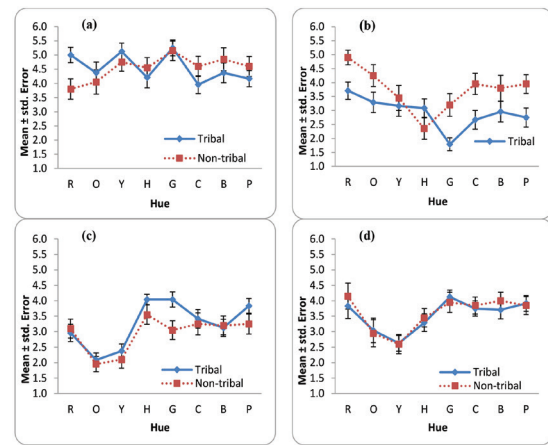 (a)
Mean ± std. Error
6.0
5.5
5.0
4.5
4.0
3.5
3.0
2.5
2.0
1.5
1.0
Tribal
Non-tribal
R O Y H G C B P
Hue
(b)
Mean ± std. Error
6.0
5.5
5.0
4.5
4.0
3.5
3.0
2.5
2.0
1.5
1.0
Tribal
R O Y H G C B P
Hue
(c)
Mean ± std. Error
6.0
5.5
5.0
4.5
4.0
3.5
3.0
2.5
2.0
1.5
1.0
Tribal
Non-tribal
R O Y H G C B P
Hue
(d)
Mean ± std. Error
6.0
5.5
5.0
4.5
4.0
3.5
3.0
2.5
2.0
1.5
1.0
Tribal
Non-tribal
R O Y H G C B P
Hue